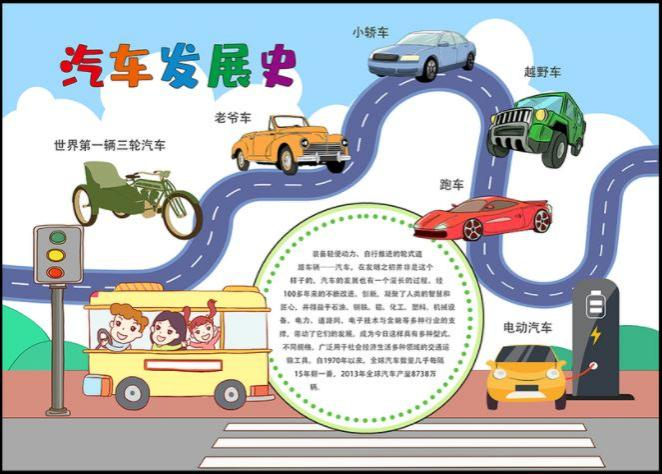 汽车发展史
小轿车
越野车
老爷车
世界第一辆三轮汽车
跑车
装备轻便动力、自行推进的轮式道
路车辆——汽车。在发明之初并非是这个
样子的。汽车的发展也有一个漫长的过程。经
100多年来的不断改进、创新，凝聚了人类的智慧和
匠心，并得益于石油、钢铁、铝、化工、塑料、机械设
备、电力、道路网、电子技术与金融等多种行业的支
撑，带动了它们的发展，成为今日这样具有多种型式、
不同规格，广泛用于社会经济生活多种领域的交通运
输工具。自1970年以来，全球汽车数量几乎每隔
15年翻一番，2013年全球汽车产量8738万
辆。
电动汽车